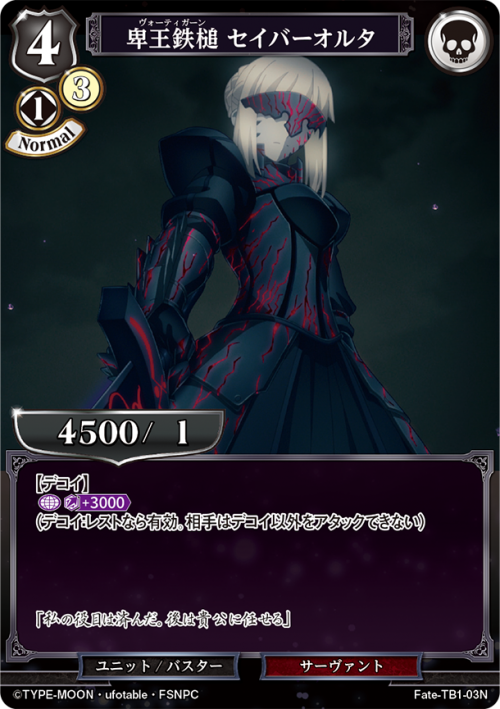 ヴォーティガーン
4 卑王鉄槌 セイバーオルタ
3
1
Normal
4500/ 1
【デコイ】
+3000
(デコイ:レストなら有効。相手はデコイ以外をアタックできない)
「私の役目は済んだ。後は貴公に任せる」
ユニット / バスター サーヴァント
©TYPE-MOON・ufotable・FSNPC Fate-TB1-03N